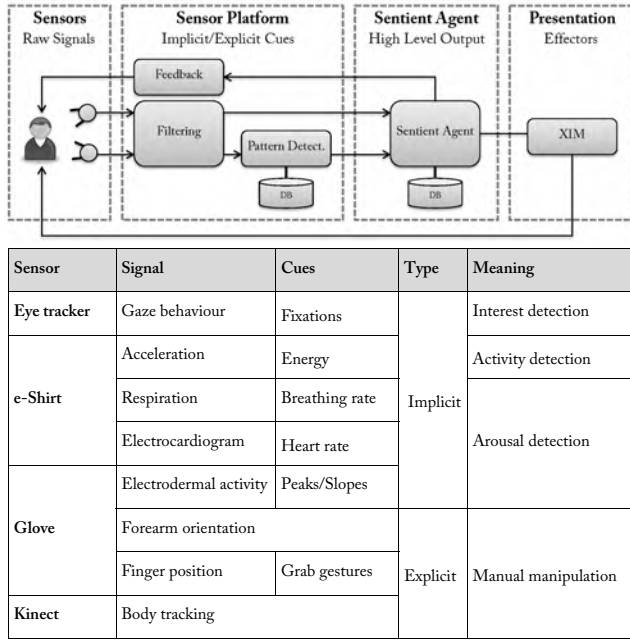 Sensors
Raw Signals
Sensor Platform
Implicit/Explicit Cues
Sentient Agent
High Level Output
Presentation
Effectors
Feedback
Filtering
Pattern Detect.
DB
Sentient Agent
DB
XIM
Sensor Signal Cues Type Meaning
Eye tracker Gaze behaviour Fixations Implicit Interest detection
e-Shirt Acceleration Energy Activity detection
Respiration Breathing rate Arousal detection
Electrocardiogram Heart rate
Glove Electrodermal activity Peaks/Slopes
Forearm orientation Explicit Manual manipulation
Finger position Grab gestures
Kinect Body tracking